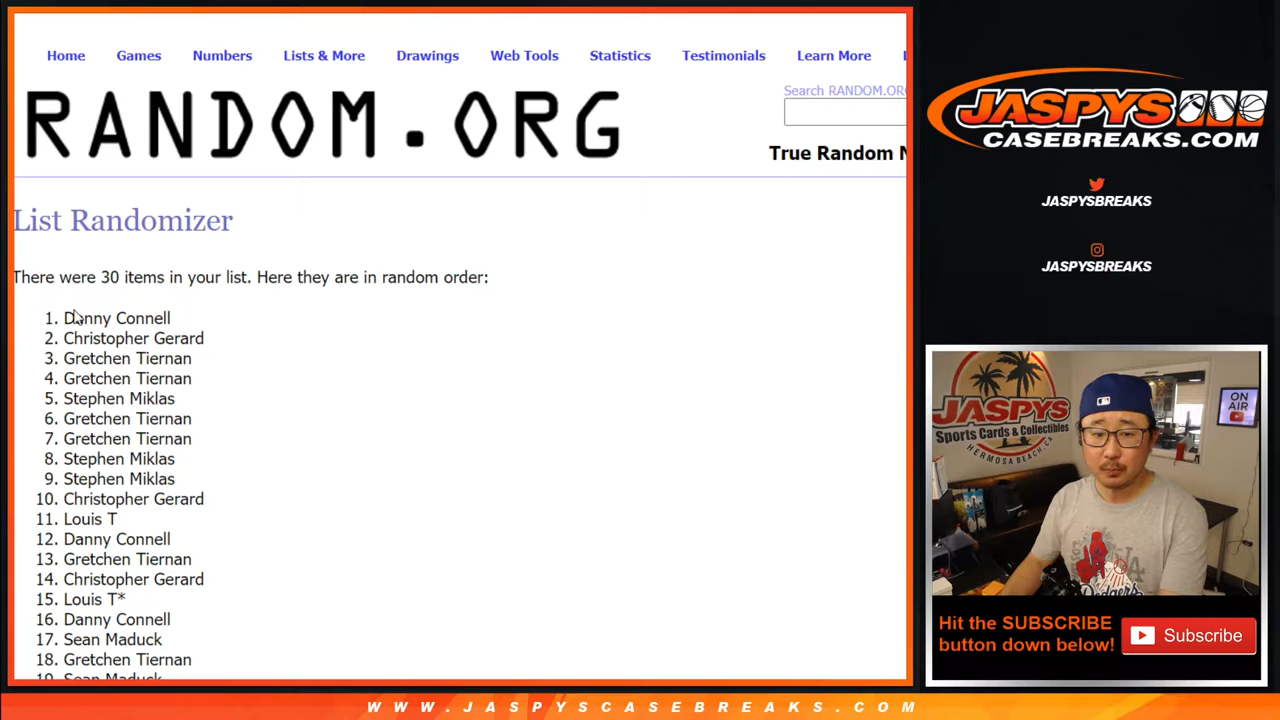 Home Games Numbers Lists & More Drawings Web Tools Statistics Testimonials Learn More
RANDOM.ORG
Search RANDOM.ORG
True Random N
List Randomizer
There were 30 items in your list. Here they are in random order:
1. Danny Connell
2. Christopher Gerard
3. Gretchen Tiernan
4. Gretchen Tiernan
5. Stephen Miklas
6. Gretchen Tiernan
7. Gretchen Tiernan
8. Stephen Miklas
9. Stephen Miklas
10. Christopher Gerard
11. Louis T
12. Danny Connell
13. Gretchen Tiernan
14. Christopher Gerard
15. Louis T*
16. Danny Connell
17. Sean Maduck
18. Gretchen Tiernan
19. Sean Maduck
JASPYS
CASEBREAKS.COM
JASPYSBREAKS
JASPYSBREAKS
JASPYS
Sports Cards & Collectibles
HERMOSA BEACH, CA
ON AIR
Hit the SUBSCRIBE
button down below!
Subscribe
WWW.JASPYSCASEBREAKS.COM